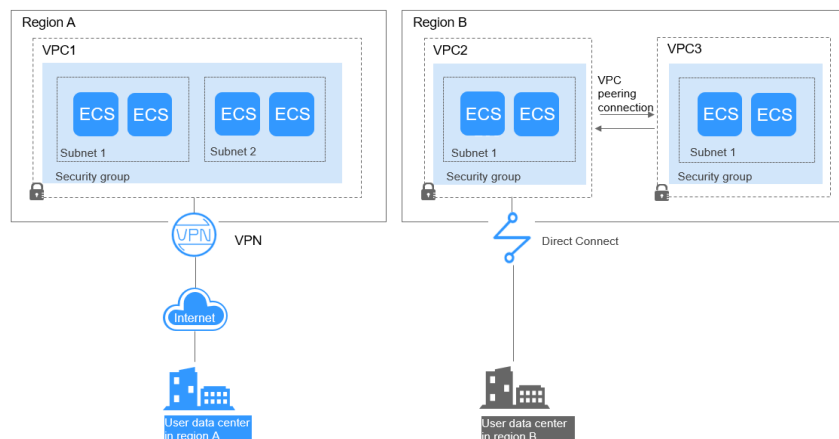 Region A
VPC1
ECS ECS
Subnet 1
ECS ECS
Subnet 2
Security group
VPN
VPN
Internet
User data center
in region A
Region B
VPC2
ECS ECS
Subnet 1
Security group
VPC
peering
connection
VPC3
ECS ECS
Subnet 1
Security group
Direct Connect
User data center
in region B